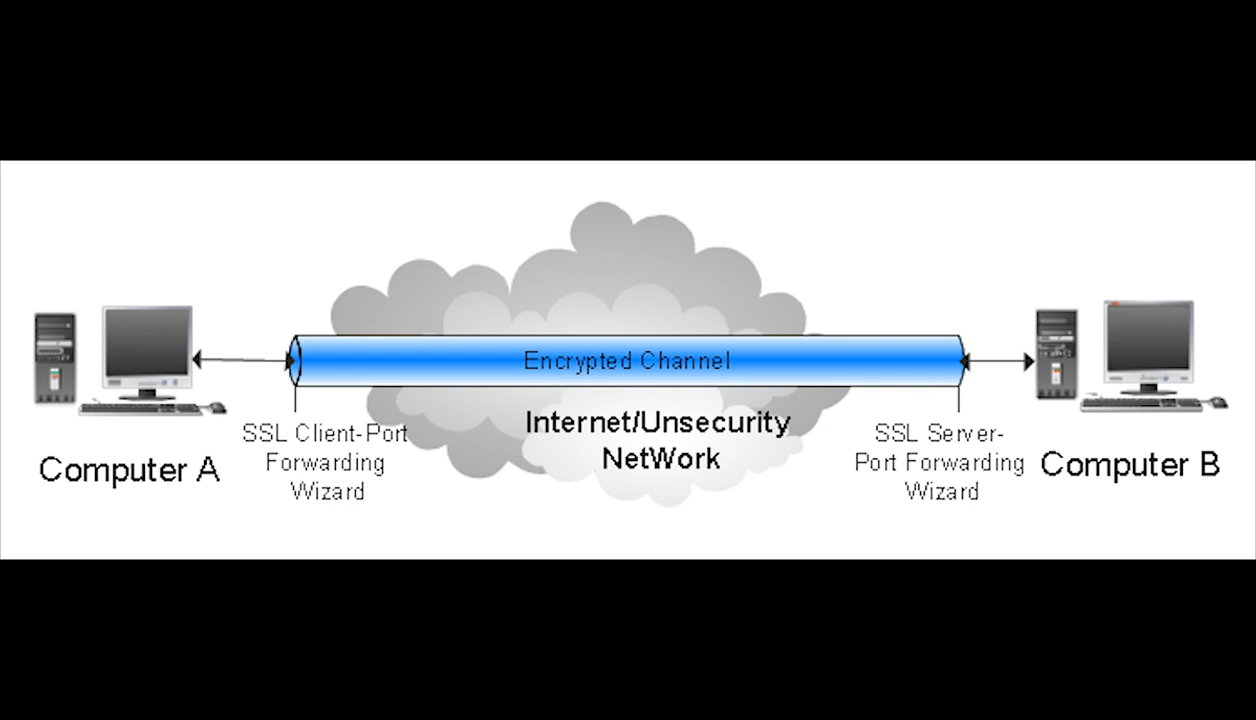 Encrypted Channel
Internet/Unsecurity
NetWork
SSL Client-Port
Forwarding
Wizard
SSL Server-
Port Forwarding
Wizard
Computer A
Computer B